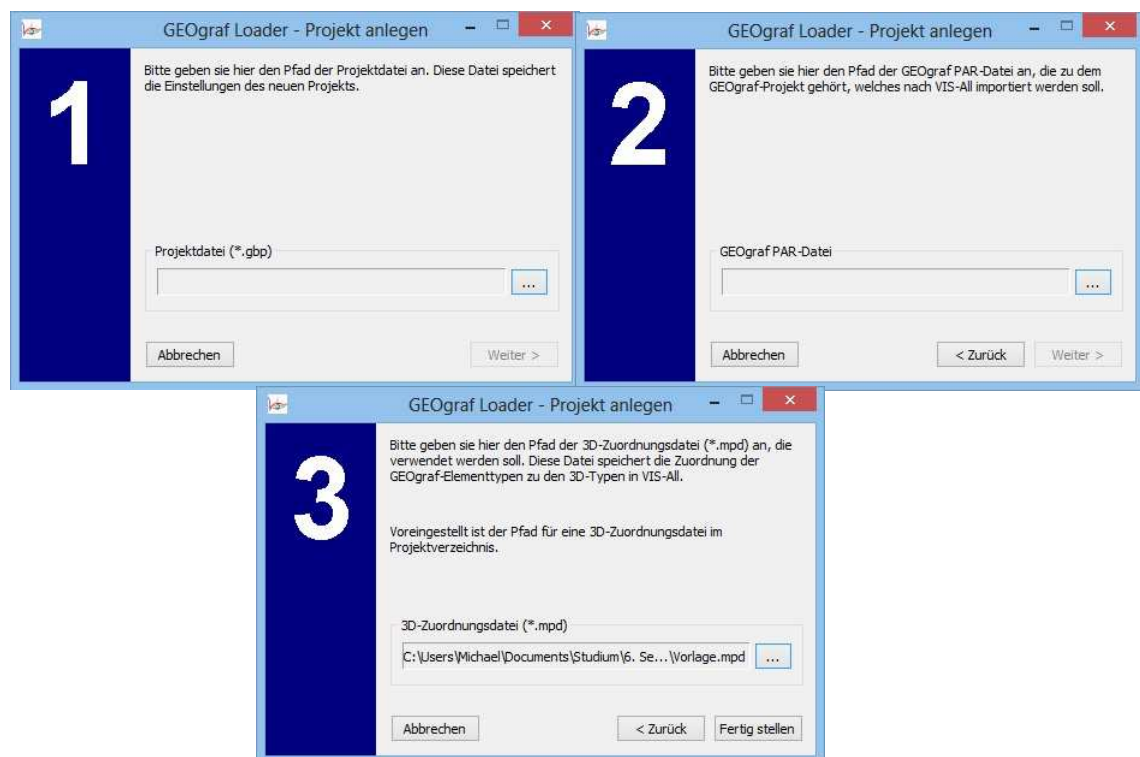 GEOgraf Loader - Projekt anlegen
1
Bitte geben sie hier den Pfad der Projektdatei an. Diese Datei speichert
die Einstellungen des neuen Projekts.
Projektdatei (*.gbp)
...
Abbrechen
Weiter >
GEOgraf Loader - Projekt anlegen
2
Bitte geben sie hier den Pfad der GEOgraf PAR-Datei an, die zu dem
GEOgraf-Projekt gehört, welches nach VIS-All importiert werden soll.
GEOgraf PAR-Datei
...
Abbrechen
< Zurück
Weiter >
GEOgraf Loader - Projekt anlegen
3
Bitte geben sie hier den Pfad der 3D-Zuordnungsdatei (*.mpd) an, die
verwendet werden soll. Diese Datei speichert die Zuordnung der
GEOgraf-Elementtypen zu den 3D-Typen in VIS-All.
Voreingestellt ist der Pfad für eine 3D-Zuordnungsdatei im
Projektverzeichnis.
3D-Zuordnungsdatei (*.mpd)
C:\Users\Michael\Documents\Studium\6. Se...\Vorlage.mpd
...
Abbrechen
< Zurück
Fertig stellen